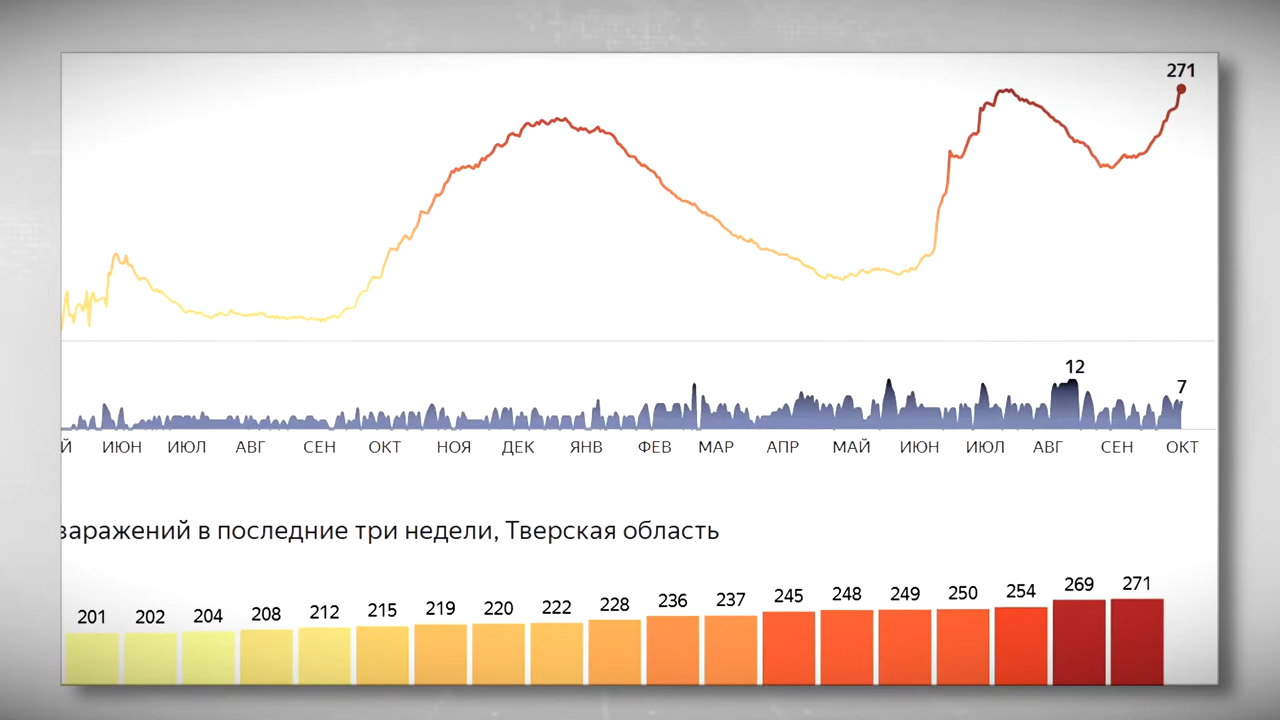 271
12
7
Й ИЮН ИЮЛ АВГ СЕН ОКТ НОЯ ДЕК ЯНВ ФЕВ МАР АПР МАЙ ИЮН ИЮЛ АВГ СЕН ОКТ
заражений в последние три недели, Тверская область
201 202 204 208 212 215 219 220 222 228 236 237 245 248 249 250 254 269 271